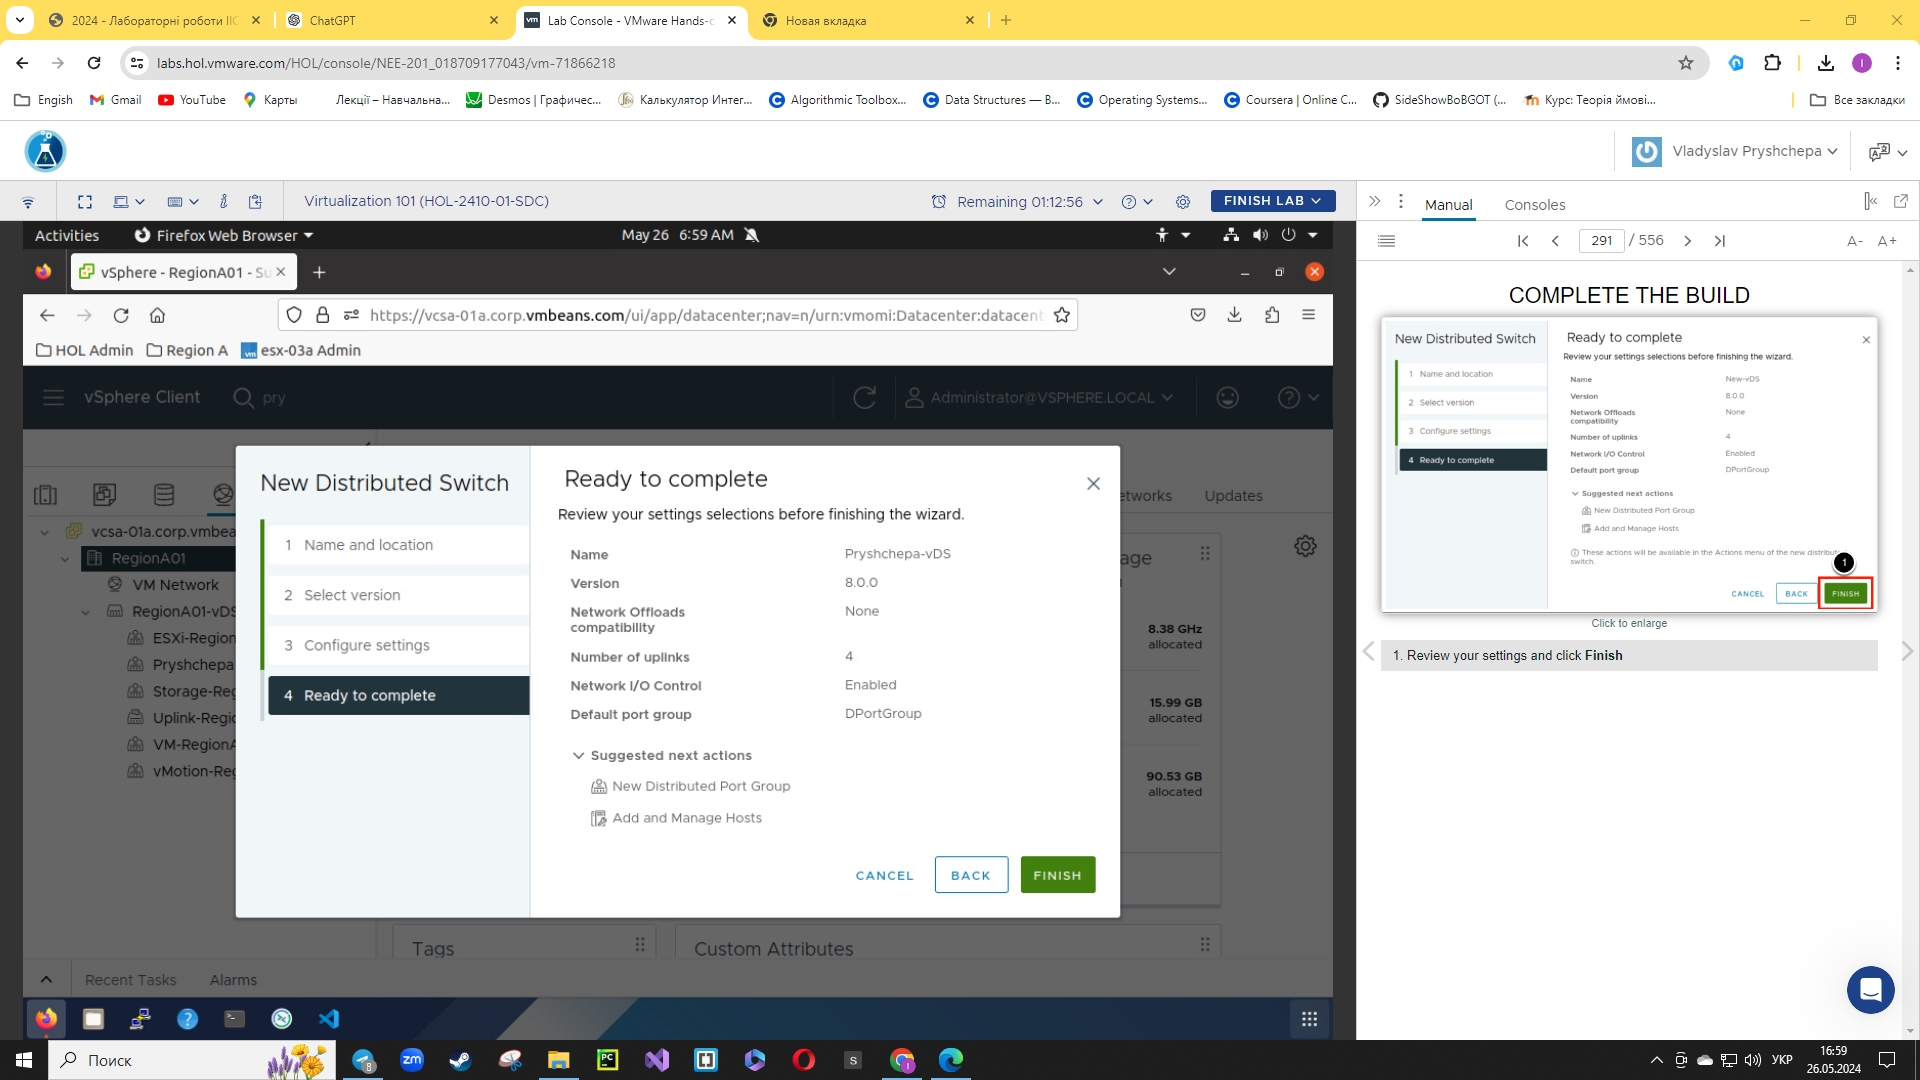 2024 - Лабораторні роботи ІІС
ChatGPT
Lab Console - VMware Hands-o
Новая вкладка
labs.hol.vmware.com/HOL/console/NEE-201_018709177043/vm-71866218
Engish
Gmail
YouTube
Карты
Лекції – Навчальна...
Desmos | Графичес...
Калькулятор Интег...
Algorithmic Toolbox...
Data Structures — В...
Operating Systems...
Coursera | Online C...
SideShowBoBGOT (...
Курс: Теорія ймові...
Все закладки
Vladyslav Pryshchepa
Virtualization 101 (HOL-2410-01-SDC)
Remaining 01:12:56
FINISH LAB
Manual
Consoles
291 / 556
A-
A+
Activities
Firefox Web Browser
May 26 6:59 AM
vSphere - RegionA01 - Su
https://vcsa-01a.corp.vmbeans.com/ui/app/datacenter;nav=n/urn:vmomi:Datacenter:datacent
HOL Admin
Region A
esx-03a Admin
vSphere Client
pry
Administrator@VSPHERE.LOCAL
etworks
Updates
vcsa-01a.corp.vmbea
RegionA01
VM Network
RegionA01-vDS
ESXi-Region
Pryshchepa
Storage-Reg
Uplink-Regio
VM-RegionA
vMotion-Reg
New Distributed Switch
1 Name and location
2 Select version
3 Configure settings
4 Ready to complete
Ready to complete
Review your settings selections before finishing the wizard.
Name Pryshchepa-vDS
Version 8.0.0
Network Offloads None
compatibility
Number of uplinks 4
Network I/O Control Enabled
Default port group DPortGroup
Suggested next actions
New Distributed Port Group
Add and Manage Hosts
CANCEL
BACK
FINISH
age
8.38 GHz
allocated
15.99 GB
allocated
90.53 GB
allocated
Tags
Custom Attributes
Recent Tasks
Alarms
COMPLETE THE BUILD
New Distributed Switch
1 Name and location
2 Select version
3 Configure settings
4 Ready to complete
Ready to complete
Review your settings selections before finishing the wizard.
Name New-vDS
Version 8.0.0
Network Offloads None
compatibility
Number of uplinks 4
Network I/O Control Enabled
Default port group DPortGroup
Suggested next actions
New Distributed Port Group
Add and Manage Hosts
These actions will be available in the Actions menu of the new distribut
switch.
1
CANCEL
BACK
FINISH
Click to enlarge
1. Review your settings and click Finish
Поиск
8
zm
PC
S
УКР
16:59
26.05.2024